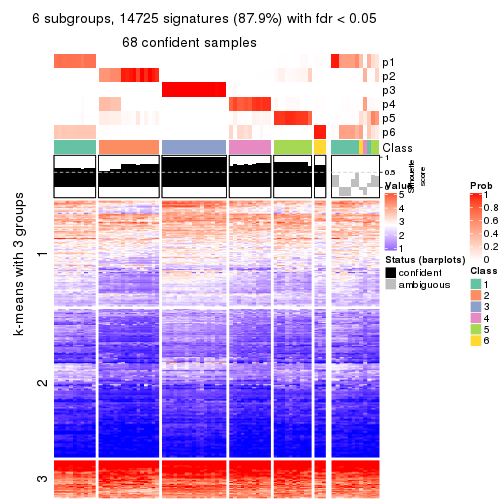 6 subgroups, 14725 signatures (87.9%) with fdr < 0.05
68 confident samples
p1
p2
p3
p4
p5
p6
Class
1
0.5
0
Silhouette
score
k-means with 3 groups
1
2
3
Value
5
4
3
2
1
Status (barplots)
confident
ambiguous
Prob
1
0.8
0.6
0.4
0.2
0
Class
1
2
3
4
5
6